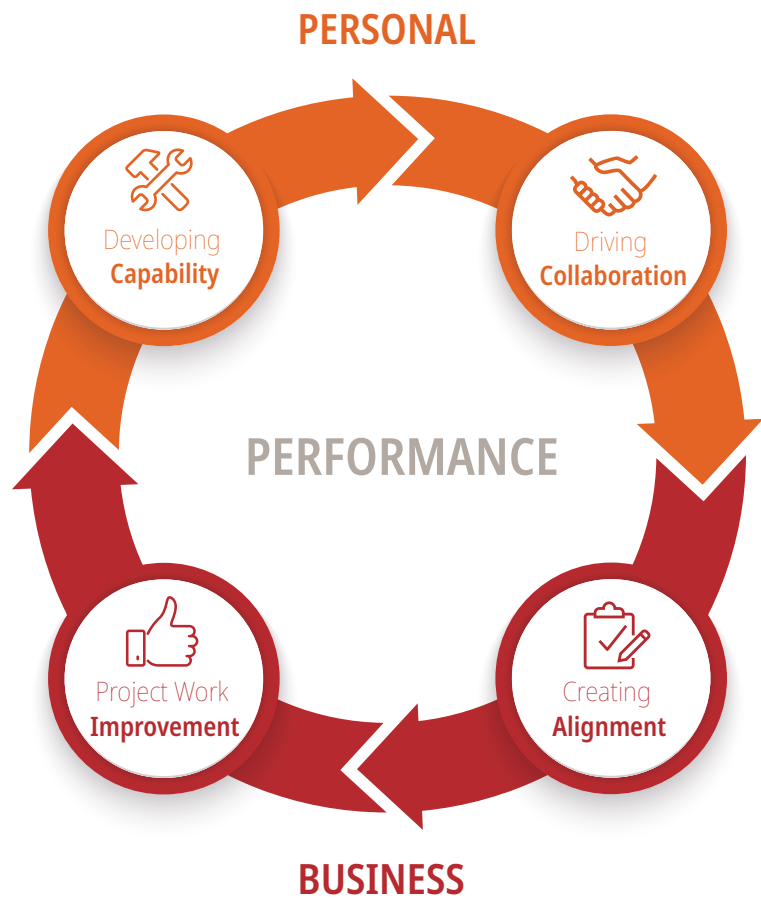 PERSONAL
Developing
Capability
Driving
Collaboration
PERFORMANCE
Project Work
Improvement
Creating
Alignment
BUSINESS